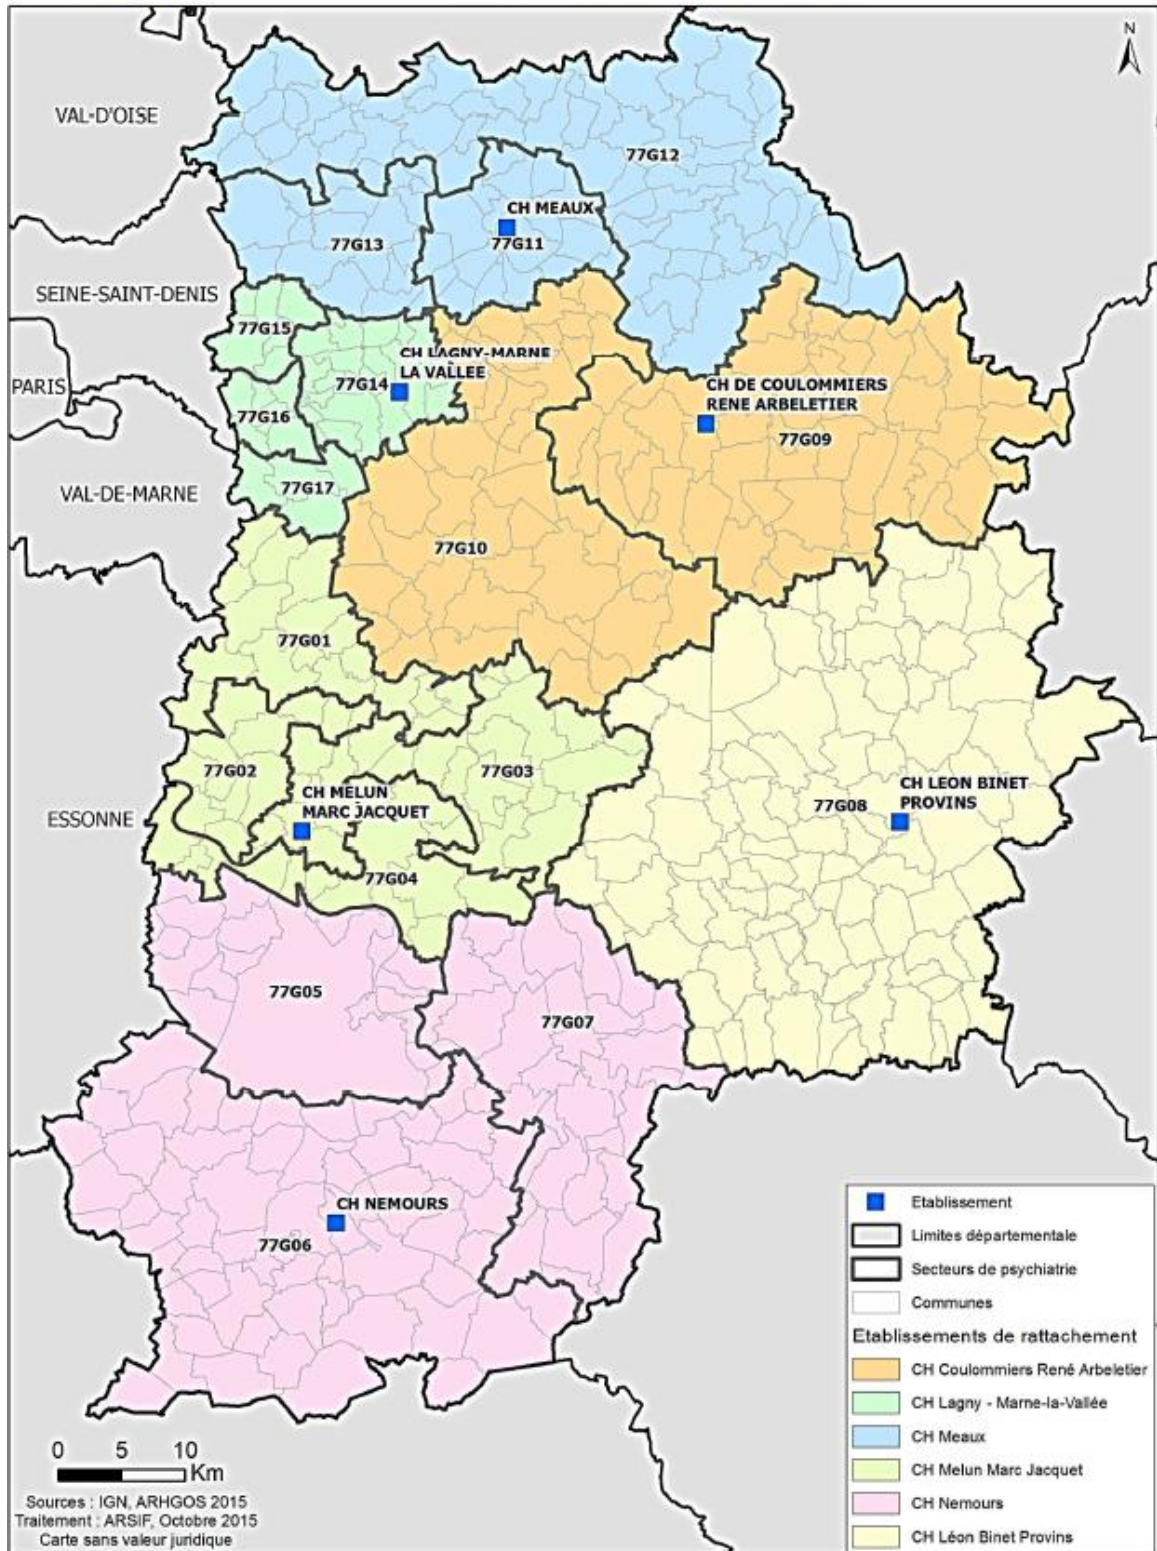 N
VAL-D'OISE
77G12
CH MEAUX
77G13
77G11
SEINE-SAINT-DENIS
77G15
CH LAGNY-MARNE
LA VALLEE
77G14
PARIS
CH DE COULOMMIERS
RENE ARBELETIER
77G16
77G09
77G17
VAL-DE-MARNE
77G10
77G01
77G02
77G03
CH MELUN
MARC JACQUET
CH LEON BINET
PROVINS
77G08
ESSONNE
77G04
77G05
77G07
CH NEMOURS
77G06
Etablissement
Limites départementale
Secteurs de psychiatrie
Communes
Etablissements de rattachement
CH Coulommiers René Arbeletier
CH Lagny - Marne-la-Vallée
CH Meaux
CH Melun Marc Jacquet
CH Nemours
CH Léon Binet Provins
0 5 10
Km
Sources : IGN, ARHGOS 2015
Traitement : ARSIF, Octobre 2015
Carte sans valeur juridique